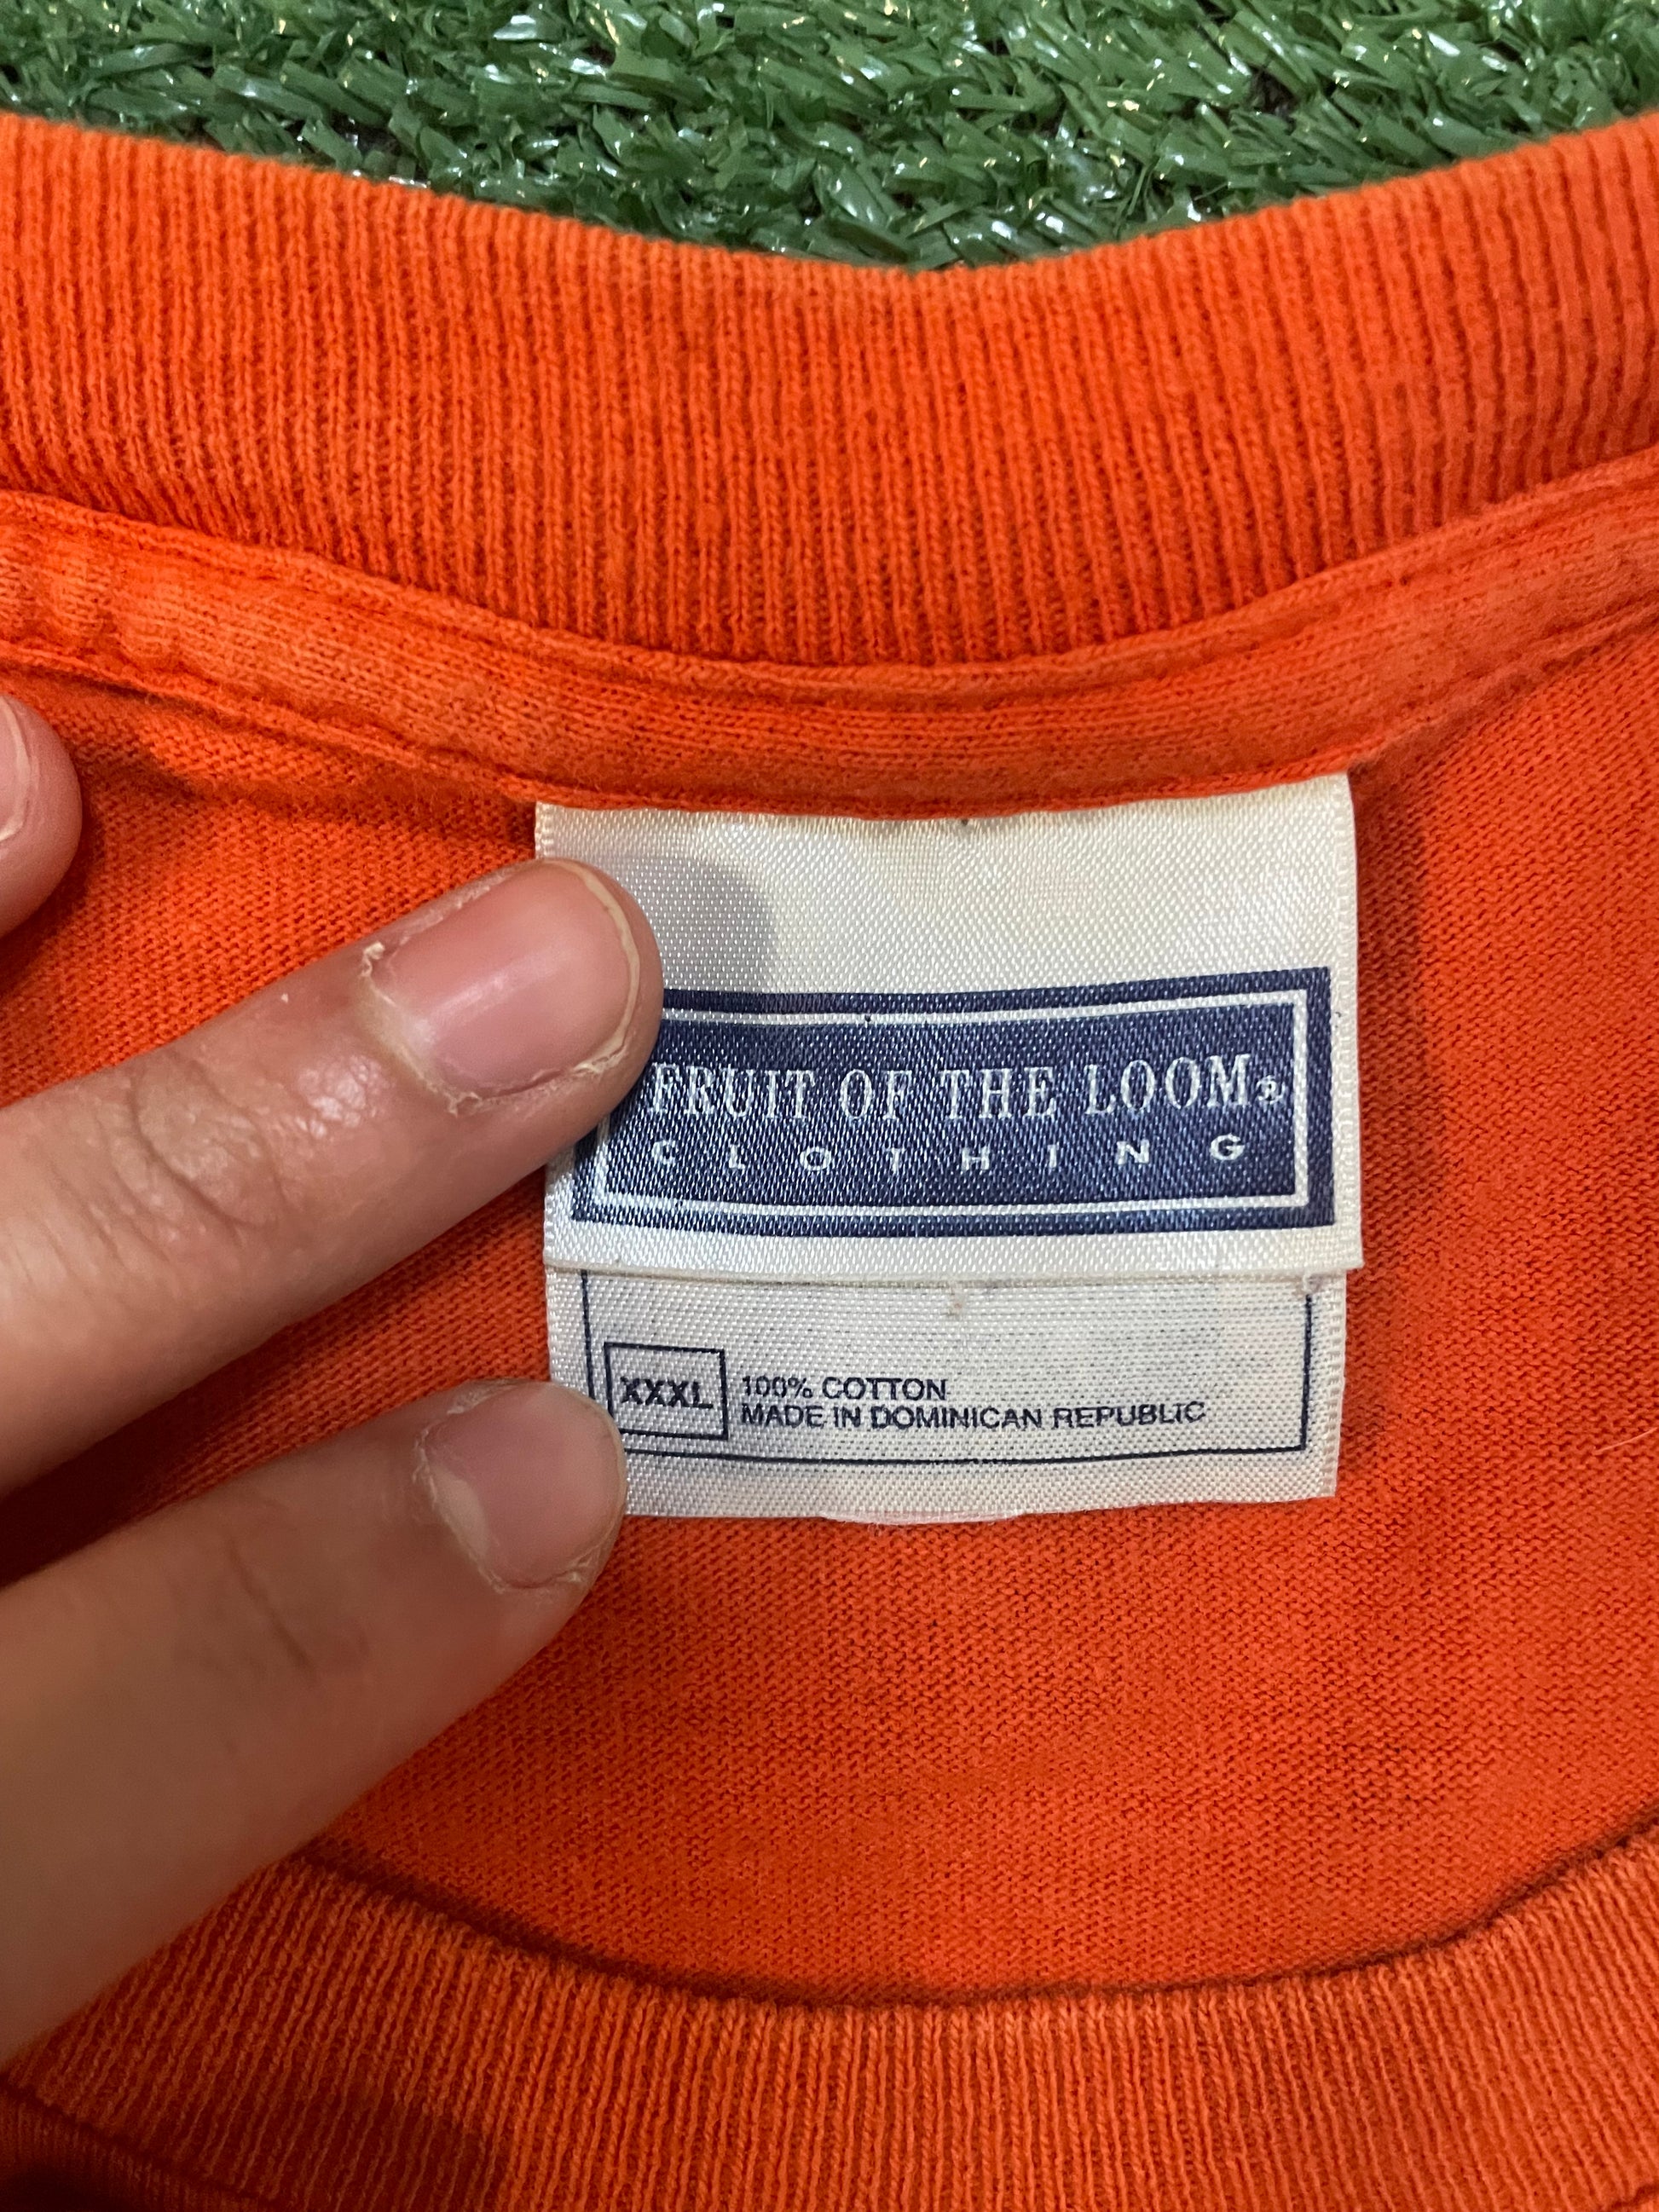 FRUIT OF THE LOOM®
CLOTHING
XXXL
100% COTTON
MADE IN DOMINICAN REPUBLIC